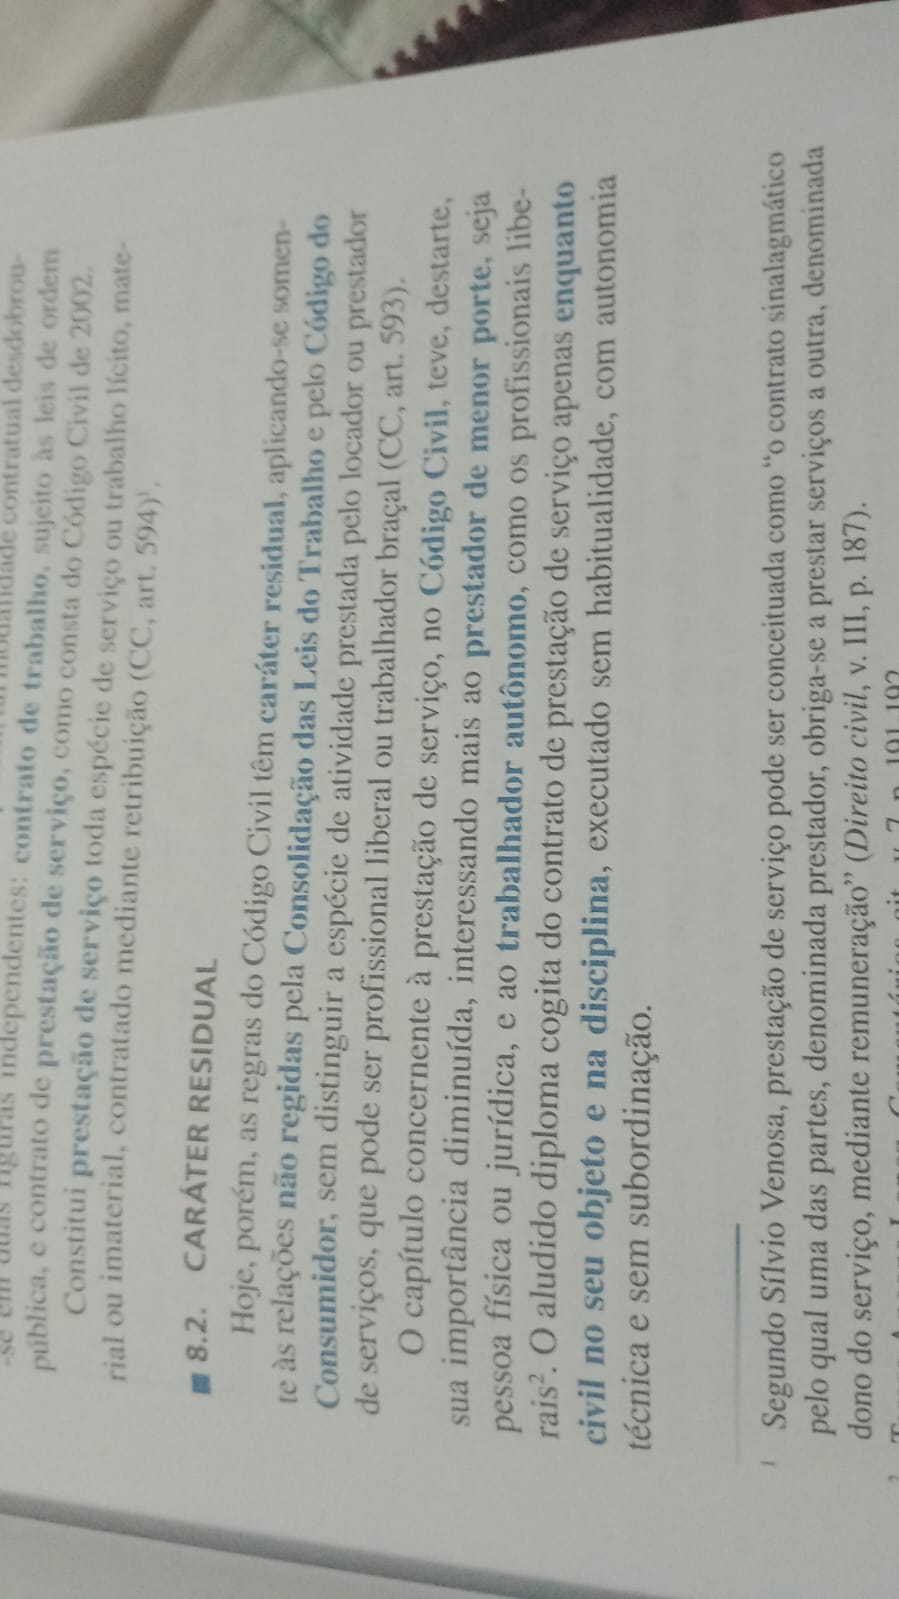 -se em duas figuras independentes: contrato de trabalho, sujeito às leis de ordem
pública, e contrato de prestação de serviço, como consta do Código Civil de 2002.
Constitui prestação de serviço toda espécie de serviço ou trabalho lícito, mate-
rial ou imaterial, contratado mediante retribuição (CC, art. 594)¹.
■ 8.2. CARÁTER RESIDUAL
Hoje, porém, as regras do Código Civil têm caráter residual, aplicando-se somen-
te às relações não regidas pela Consolidação das Leis do Trabalho e pelo Código do
Consumidor, sem distinguir a espécie de atividade prestada pelo locador ou prestador
de serviços, que pode ser profissional liberal ou trabalhador braçal (CC, art. 593).
O capítulo concernente à prestação de serviço, no Código Civil, teve, destarte,
sua importância diminuída, interessando mais ao prestador de menor porte, seja
pessoa física ou jurídica, e ao trabalhador autônomo, como os profissionais libe-
rais². O aludido diploma cogita do contrato de prestação de serviço apenas enquanto
civil no seu objeto e na disciplina, executado sem habitualidade, com autonomia
técnica e sem subordinação.
¹ Segundo Sílvio Venosa, prestação de serviço pode ser conceituada como “o contrato sinalagmático
pelo qual uma das partes, denominada prestador, obriga-se a prestar serviços a outra, denominada
dono do serviço, mediante remuneração” (Direito civil, v. III, p. 187).